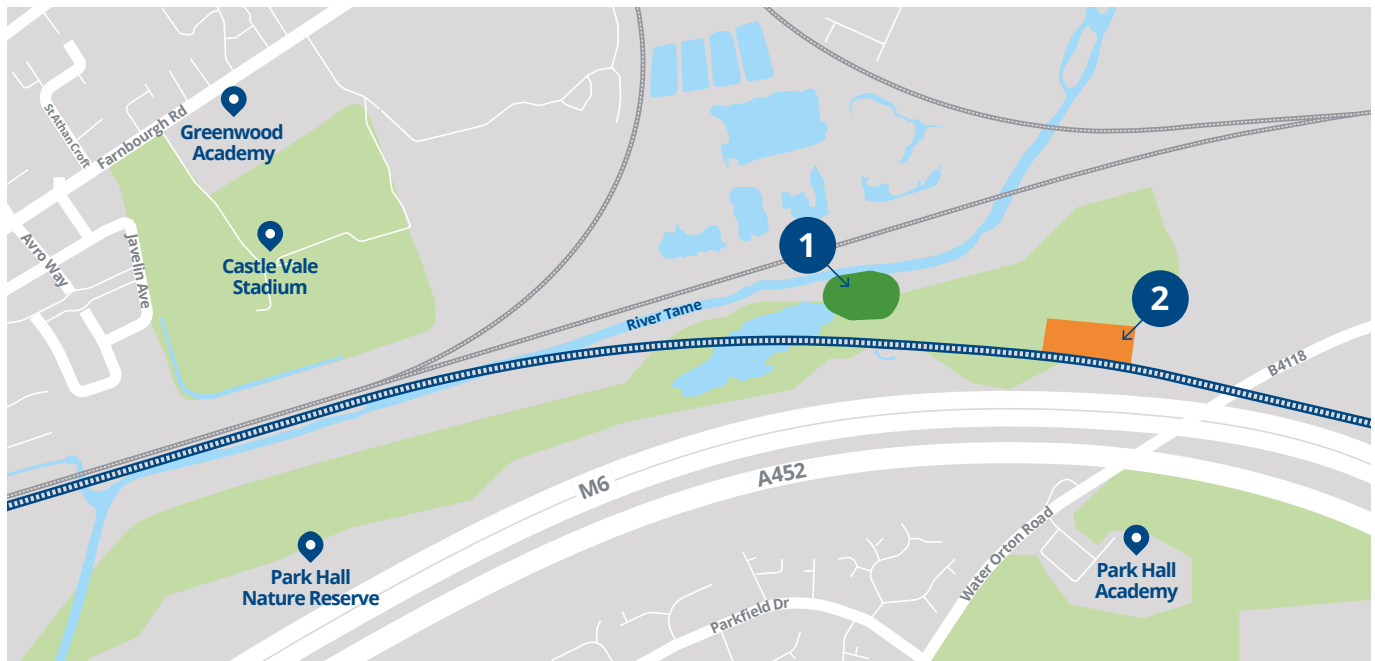 St Athan Croft
Farnbourgh Rd
Greenwood
Academy
Avro Way
Javelin Ave
Castle Vale
Stadium
1
2
River Tame
B4118
M6
A452
Water Orton Road
Park Hall
Nature Reserve
Park Hall
Academy
Parkfield Dr